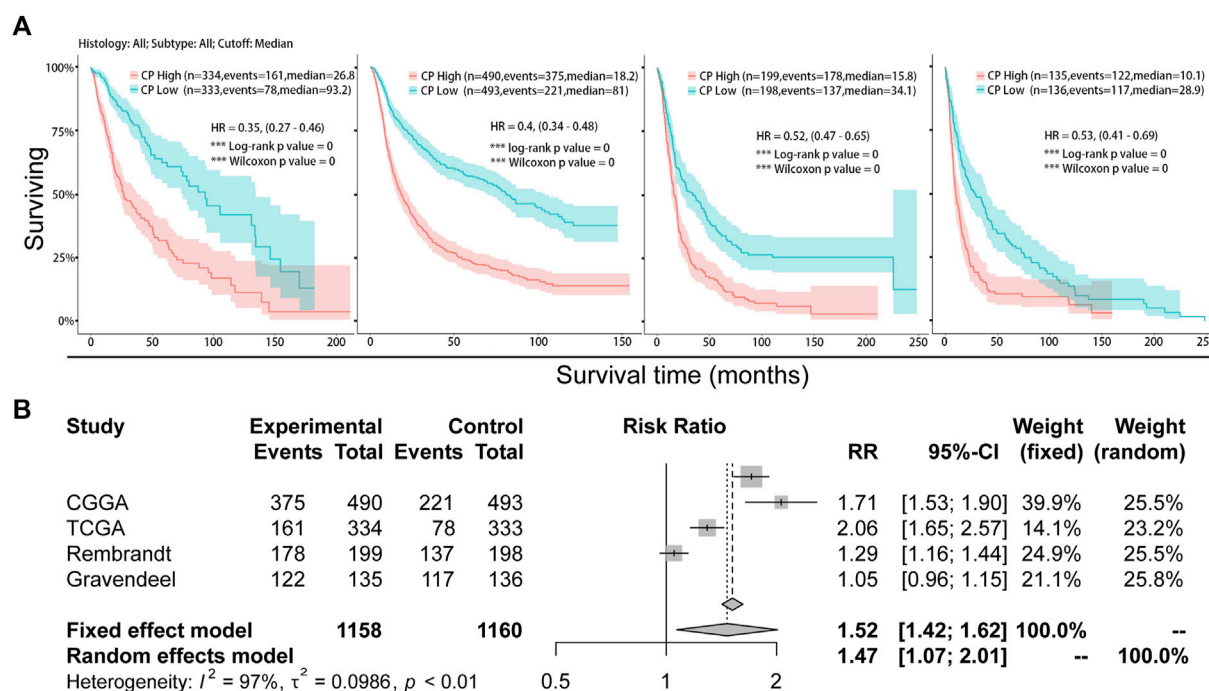 A
Histology: All; Subtype: All; Cutoff: Median
Surviving
100%
75%
50%
25%
0%
CP High (n=334,events=161,median=26.8
CP Low (n=333,events=78,median=93.2)
HR = 0.35, (0.27 - 0.46)
*** Log-rank p value = 0
*** Wilcoxon p value = 0
0 50 100 150 200
CP High (n=490,events=375,median=18.2)
CP Low (n=493,events=221,median=81)
HR = 0.4, (0.34 - 0.48)
*** log-rank p value = 0
*** Wilcoxon p value = 0
0 50 100 150
CP High (n=199,events=178,median=15.8)
CP Low (n=198,events=137,median=34.1)
HR = 0.52, (0.47 - 0.65)
*** Log-rank p value = 0
*** Wilcoxon p value = 0
0 50 100 150 200 250
CP High (n=135,events=122,median=10.1)
CP Low (n=136,events=117,median=28.9)
HR = 0.53, (0.41 - 0.69)
*** Log-rank p value = 0
*** Wilcoxon p value = 0
0 50 100 150 200 25
Survival time (months)
B
Study Experimental Control Risk Ratio Weight Weight
Events Total Events Total RR 95%-CI (fixed) (random)
CGGA 375 490 221 493 1.71 [1.53; 1.90] 39.9% 25.5%
TCGA 161 334 78 333 2.06 [1.65; 2.57] 14.1% 23.2%
Rembrandt 178 199 137 198 1.29 [1.16; 1.44] 24.9% 25.5%
Gravendeel 122 135 117 136 1.05 [0.96; 1.15] 21.1% 25.8%
Fixed effect model 1158 1160 1.52 [1.42; 1.62] 100.0% --
Random effects model 1.47 [1.07; 2.01] -- 100.0%
Heterogeneity: I² = 97%, τ² = 0.0986, p < 0.01
0.5 1 2